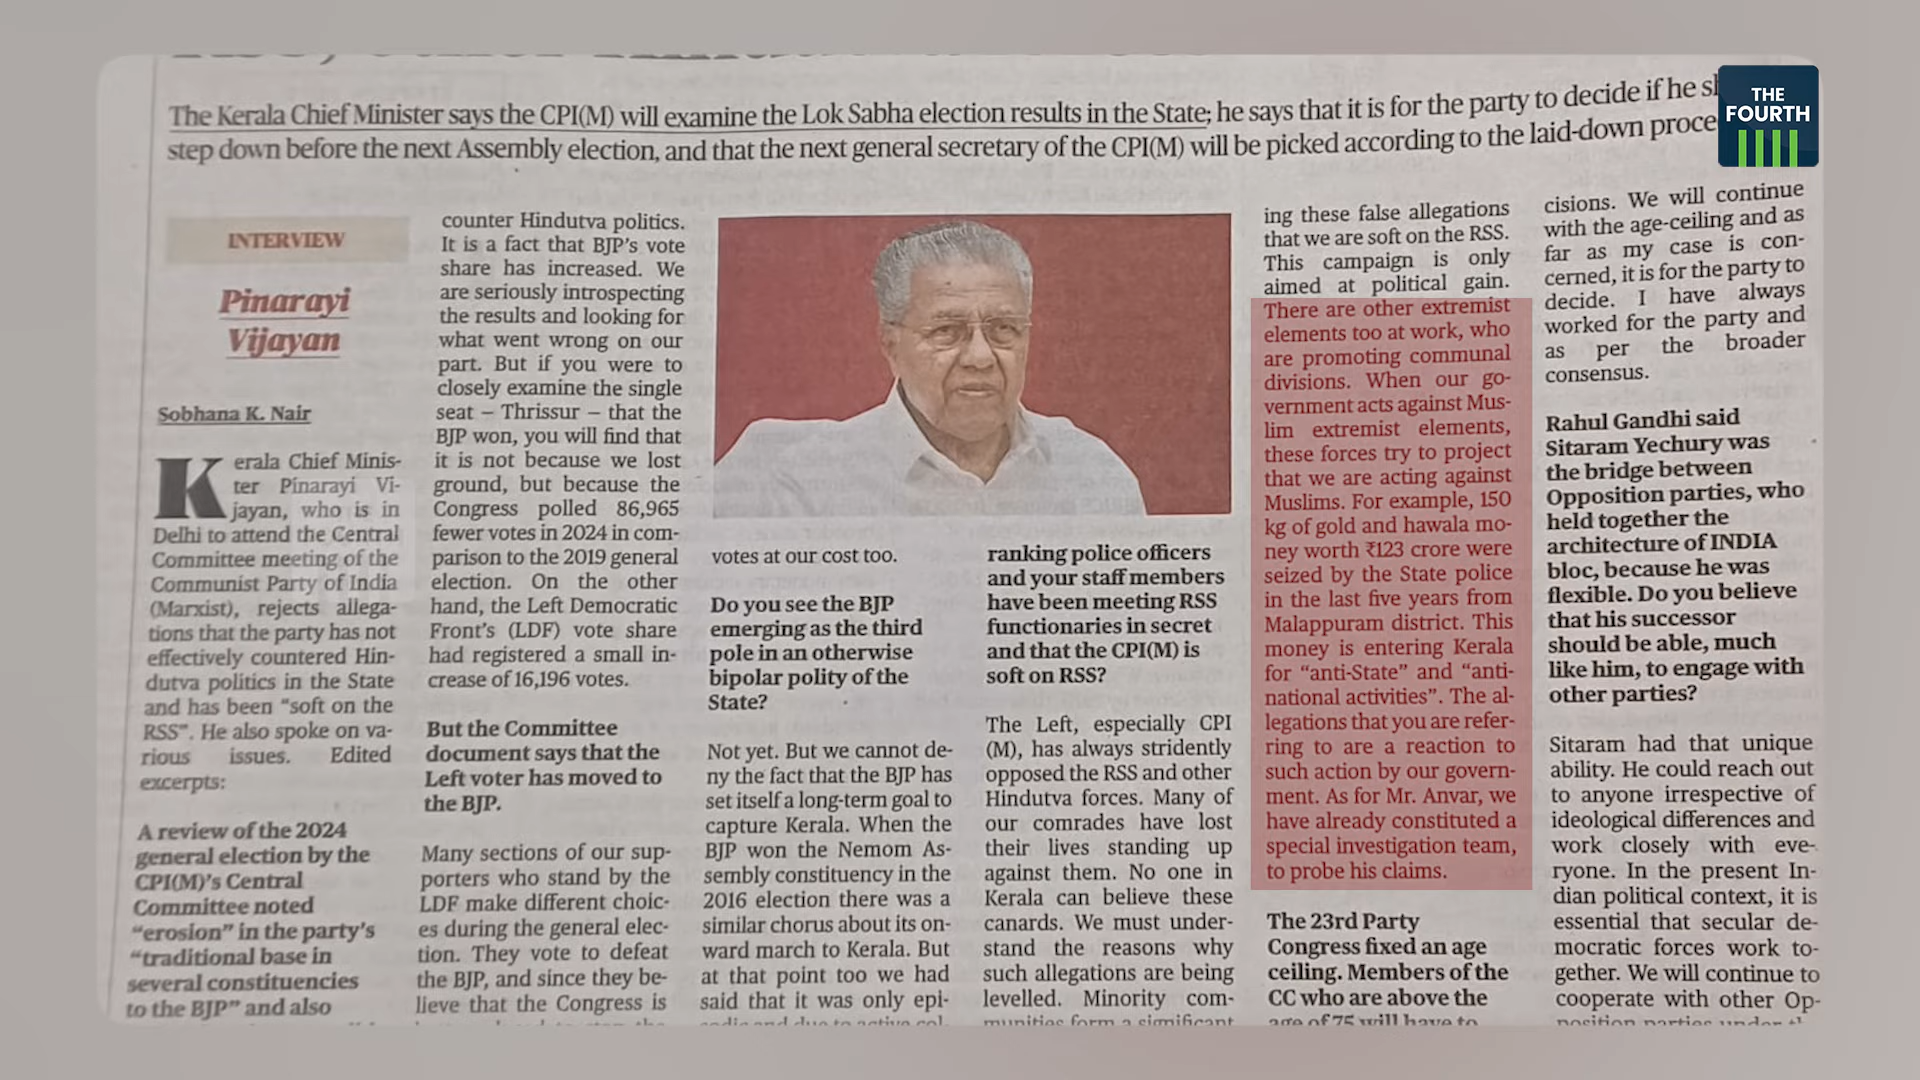 The Kerala Chief Minister says the CPI(M) will examine the Lok Sabha election results in the State; he says that it is for the party to decide if he
step down before the next Assembly election, and that the next general secretary of the CPI(M) will be picked according to the laid-down
THE
FOURTH
INTERVIEW
Pinarayi
Vijayan
Sobhana K. Nair
Kerala Chief Minis-
ter Pinarayi Vi-
jayan, who is in
Delhi to attend the Central
Committee meeting of the
Communist Party of India
(Marxist), rejects allega-
tions that the party has not
effectively countered Hin-
dutva politics in the State
and has been “soft on the
RSS”. He also spoke on va-
rious issues. Edited
excerpts:
A review of the 2024
general election by the
CPI(M)’s Central
Committee noted
“erosion” in the party’s
“traditional base in
several constituencies
to the BJP” and also
counter Hindutva politics.
It is a fact that BJP’s vote
share has increased. We
are seriously introspecting
the results and looking for
what went wrong on our
part. But if you were to
closely examine the single
seat – Thrissur – that the
BJP won, you will find that
it is not because we lost
ground, but because the
Congress polled 86,965
fewer votes in 2024 in com-
parison to the 2019 general
election. On the other
hand, the Left Democratic
Front’s (LDF) vote share
had registered a small in-
crease of 16,196 votes.
But the Committee
document says that the
Left voter has moved to
the BJP.
Many sections of our sup-
porters who stand by the
LDF make different choic-
es during the general elec-
tion. They vote to defeat
the BJP, and since they be-
lieve that the Congress is
votes at our cost too.
Do you see the BJP
emerging as the third
pole in an otherwise
bipolar polity of the
State?
Not yet. But we cannot de-
ny the fact that the BJP has
set itself a long-term goal to
capture Kerala. When the
BJP won the Nemom As-
sembly constituency in the
2016 election there was a
similar chorus about its on-
ward march to Kerala. But
at that point too we had
said that it was only epi-
ranking police officers
and your staff members
have been meeting RSS
functionaries in secret
and that the CPI(M) is
soft on RSS?
The Left, especially CPI
(M), has always stridently
opposed the RSS and other
Hindutva forces. Many of
our comrades have lost
their lives standing up
against them. No one in
Kerala can believe these
canards. We must under-
stand the reasons why
such allegations are being
levelled. Minority com-
munities form a significant
ing these false allegations
that we are soft on the RSS.
This campaign is only
aimed at political gain.
There are other extremist
elements too at work, who
are promoting communal
divisions. When our go-
vernment acts against Mus-
lim extremist elements,
these forces try to project
that we are acting against
Muslims. For example, 150
kg of gold and hawala mo-
ney worth ₹123 crore were
seized by the State police
in the last five years from
Malappuram district. This
money is entering Kerala
for “anti-State” and “anti-
national activities”. The al-
legations that you are refer-
ring to are a reaction to
such action by our govern-
ment. As for Mr. Anvar, we
have already constituted a
special investigation team,
to probe his claims.
The 23rd Party
Congress fixed an age
ceiling. Members of the
CC who are above the
age of 75 will have to
cisions. We will continue
with the age-ceiling and as
far as my case is con-
cerned, it is for the party to
decide. I have always
worked for the party and
as per the broader
consensus.
Rahul Gandhi said
Sitaram Yechury was
the bridge between
Opposition parties, who
held together the
architecture of INDIA
bloc, because he was
flexible. Do you believe
that his successor
should be able, much
like him, to engage with
other parties?
Sitaram had that unique
ability. He could reach out
to anyone irrespective of
ideological differences and
work closely with eve-
ryone. In the present In-
dian political context, it is
essential that secular de-
mocratic forces work to-
gether. We will continue to
cooperate with other Op-
position parties under